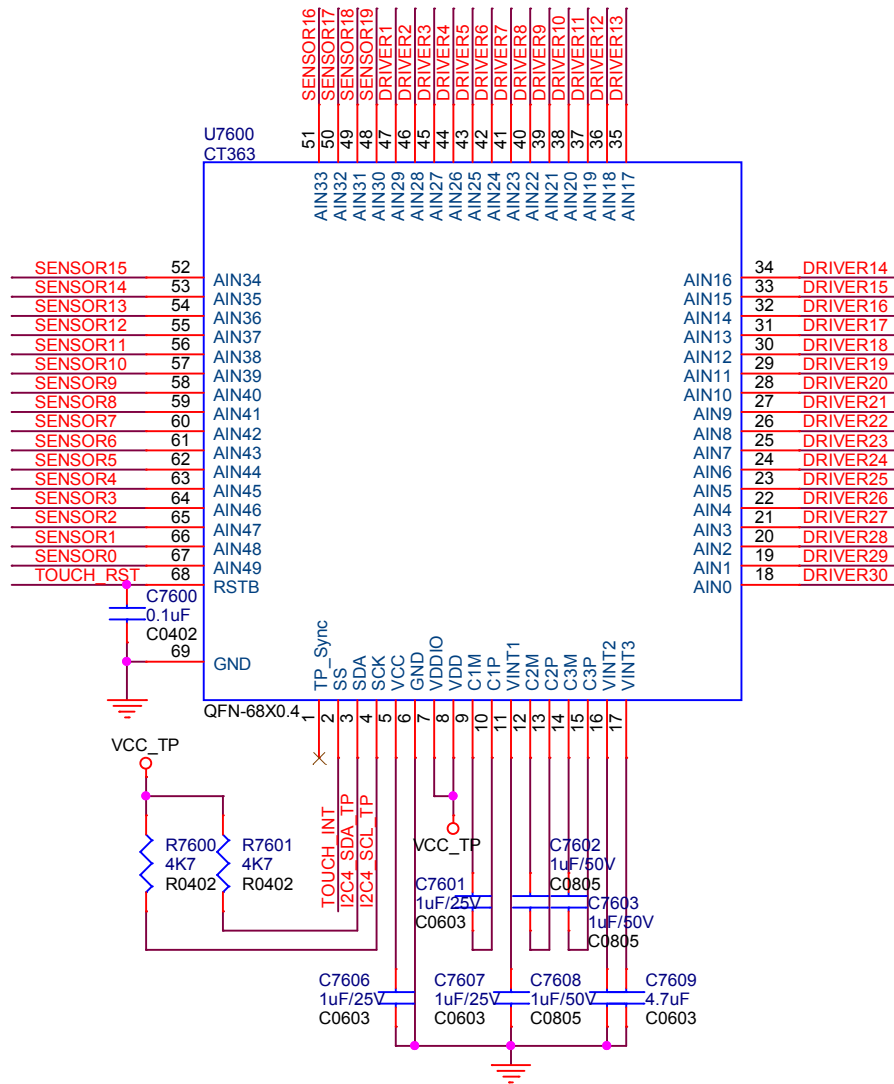 SENSOR16
SENSOR17
SENSOR18
SENSOR19
DRIVER1
DRIVER2
DRIVER3
DRIVER4
DRIVER5
DRIVER6
DRIVER7
DRIVER8
DRIVER9
DRIVER10
DRIVER11
DRIVER12
DRIVER13
51
50
49
48
47
46
45
44
43
42
41
40
39
38
37
36
35
U7600
CT363
AIN33
AIN32
AIN31
AIN30
AIN29
AIN28
AIN27
AIN26
AIN25
AIN24
AIN23
AIN22
AIN21
AIN20
AIN19
AIN18
AIN17
SENSOR15 52 AIN34
SENSOR14 53 AIN35
SENSOR13 54 AIN36
SENSOR12 55 AIN37
SENSOR11 56 AIN38
SENSOR10 57 AIN39
SENSOR9 58 AIN40
SENSOR8 59 AIN41
SENSOR7 60 AIN42
SENSOR6 61 AIN43
SENSOR5 62 AIN44
SENSOR4 63 AIN45
SENSOR3 64 AIN46
SENSOR2 65 AIN47
SENSOR1 66 AIN48
SENSOR0 67 AIN49
TOUCH_RST 68 RSTB
AIN16 34 DRIVER14
AIN15 33 DRIVER15
AIN14 32 DRIVER16
AIN13 31 DRIVER17
AIN12 30 DRIVER18
AIN11 29 DRIVER19
AIN10 28 DRIVER20
AIN9 27 DRIVER21
AIN8 26 DRIVER22
AIN7 25 DRIVER23
AIN6 24 DRIVER24
AIN5 23 DRIVER25
AIN4 22 DRIVER26
AIN3 21 DRIVER27
AIN2 20 DRIVER28
AIN1 19 DRIVER29
AIN0 18 DRIVER30
C7600
0.1uF
C0402
69 GND
TP_Sync
SS
SDA
SCK
VCC
GND
VDDIO
VDD
C1M
C1P
VINT1
C2M
C2P
C3M
C3P
VINT2
VINT3
QFN-68X0.4
1
2
3
4
5
6
7
8
9
10
11
12
13
14
15
16
17
VCC_TP
R7600
4K7
R0402
R7601
4K7
R0402
TOUCH_INT
I2C4_SDA_TP
I2C4_SCL_TP
VCC_TP
C7601
1uF/25V
C0603
C7602
1uF/50V
C0805
C7603
1uF/50V
C0805
C7606
1uF/25V
C0603
C7607
1uF/25V
C0603
C7608
1uF/50V
C0805
C7609
4.7uF
C0603